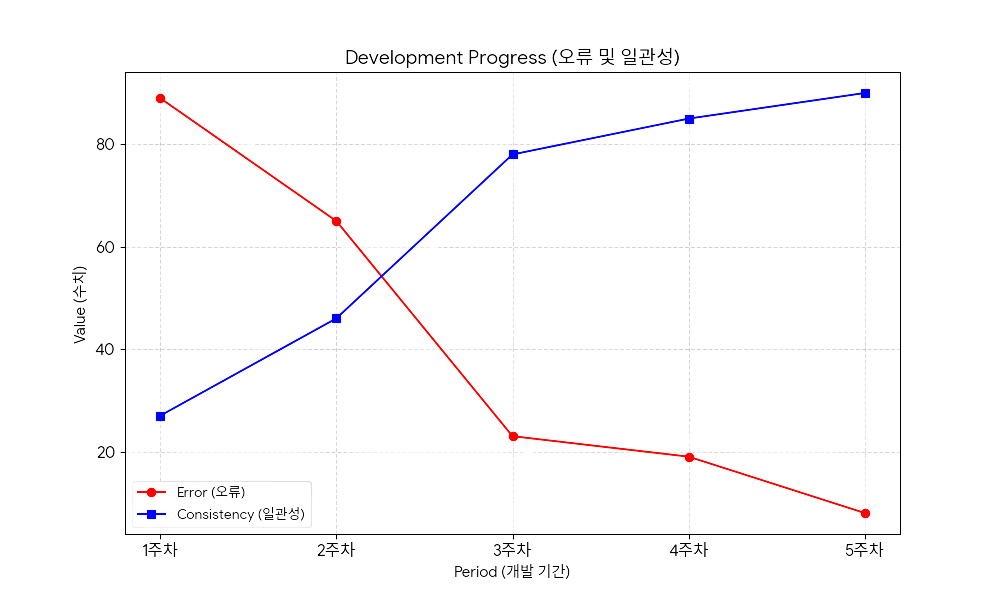 Development Progress (오류 및 일관성)
Value (수치)
80
60
40
20
Error (오류)
Consistency (일관성)
1주차 2주차 3주차 4주차 5주차
Period (개발 기간)